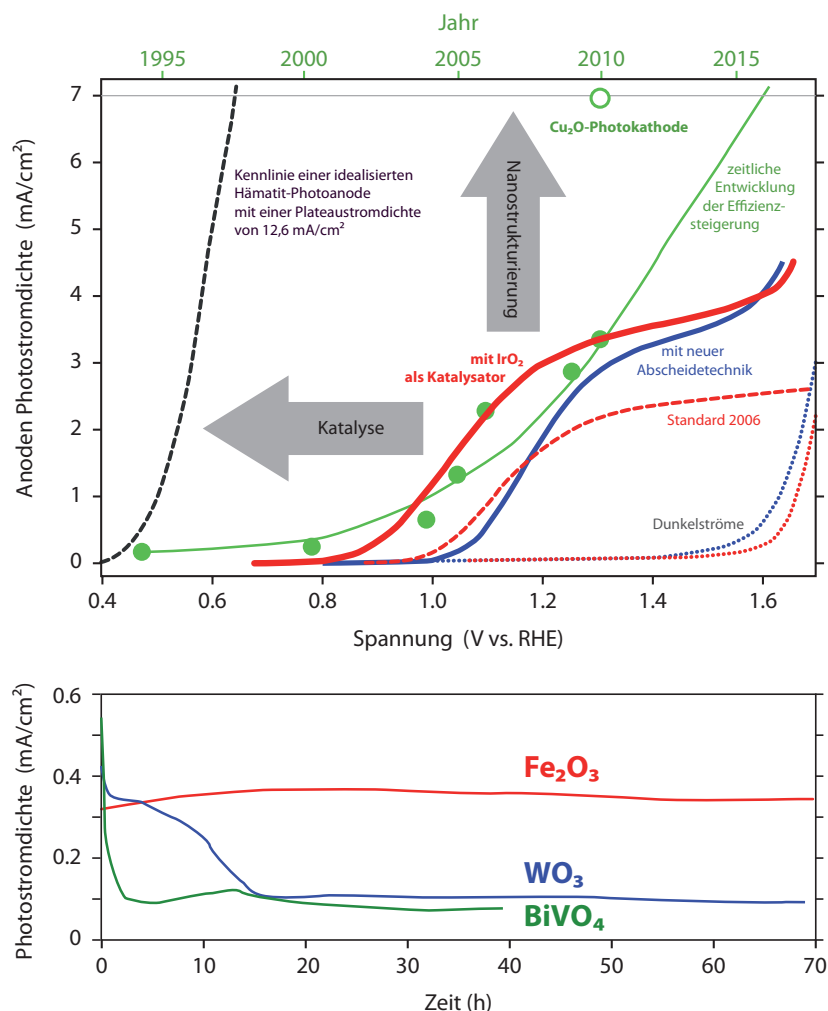 Jahr
1995 2000 2005 2010 2015
7
6
5
4
3
2
1
0
Anoden Photostromdichte (mA/cm²)
Kennlinie einer idealisierten
Hämatit-Photoanode
mit einer Plateaustromdichte
von 12,6 mA/cm²
Cu₂O-Photokathode
Nanostrukturierung
zeitliche
Entwicklung
der Effizienz-
steigerung
mit IrO₂
als Katalysator
mit neuer
Abscheidetechnik
Katalyse
Standard 2006
Dunkelströme
0.4 0.6 0.8 1.0 1.2 1.4 1.6
Spannung (V vs. RHE)
0.6
0.4
0.2
0
Photostromdichte (mA/cm²)
Fe₂O₃
WO₃
BiVO₄
0 10 20 30 40 50 60 70
Zeit (h)